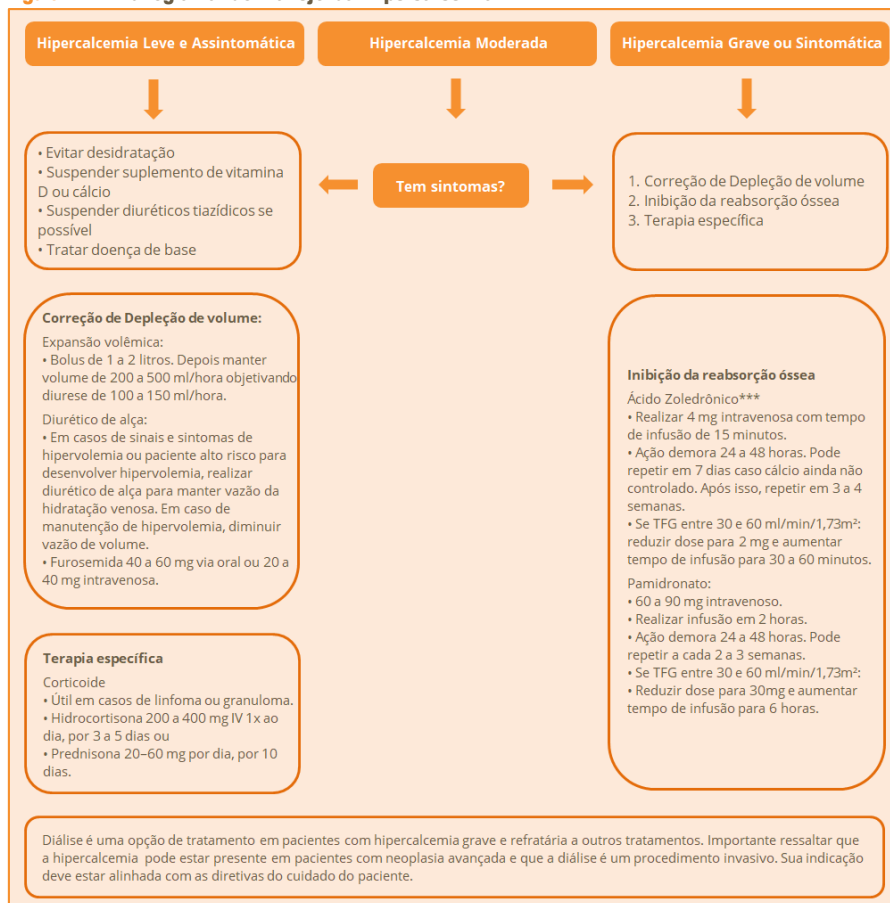 Hipercalcemia Leve e Assintomática
Hipercalcemia Moderada
Hipercalcemia Grave ou Sintomática
• Evitar desidratação
• Suspender suplemento de vitamina
D ou cálcio
• Suspender diuréticos tiazídicos se
possível
• Tratar doença de base
Tem sintomas?
1. Correção de Depleção de volume
2. Inibição da reabsorção óssea
3. Terapia específica
Correção de Depleção de volume:
Expansão volêmica:
• Bolus de 1 a 2 litros. Depois manter
volume de 200 a 500 ml/hora objetivando
diurese de 100 a 150 ml/hora.
Diurético de alça:
• Em casos de sinais e sintomas de
hipervolemia ou paciente alto risco para
desenvolver hipervolemia, realizar
diurético de alça para manter vazão da
hidratação venosa. Em caso de
manutenção de hipervolemia, diminuir
vazão de volume.
• Furosemida 40 a 60 mg via oral ou 20 a
40 mg intravenosa.
Inibição da reabsorção óssea
Ácido Zoledrônico***
• Realizar 4 mg intravenosa com tempo
de infusão de 15 minutos.
• Ação demora 24 a 48 horas. Pode
repetir em 7 dias caso cálcio ainda não
controlado. Após isso, repetir em 3 a 4
semanas.
• Se TFG entre 30 e 60 ml/min/1,73m²:
reduzir dose para 2 mg e aumentar
tempo de infusão para 30 a 60 minutos.
Pamidronato:
• 60 a 90 mg intravenoso.
• Realizar infusão em 2 horas.
• Ação demora 24 a 48 horas. Pode
repetir a cada 2 a 3 semanas.
• Se TFG entre 30 e 60 ml/min/1,73m²:
• Reduzir dose para 30mg e aumentar
tempo de infusão para 6 horas.
Terapia específica
Corticoide
• Útil em casos de linfoma ou granuloma.
• Hidrocortisona 200 a 400 mg IV 1x ao
dia, por 3 a 5 dias ou
• Prednisona 20–60 mg por dia, por 10
dias.
Diálise é uma opção de tratamento em pacientes com hipercalcemia grave e refratária a outros tratamentos. Importante ressaltar que
a hipercalcemia pode estar presente em pacientes com neoplasia avançada e que a diálise é um procedimento invasivo. Sua indicação
deve estar alinhada com as diretivas do cuidado do paciente.